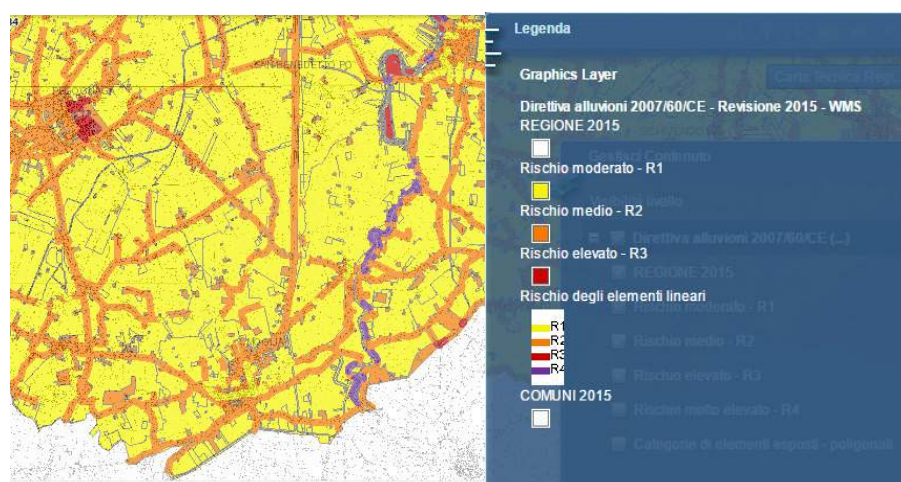 Legenda
Graphics Layer
Carta Tecnica Reg
Direttiva alluvioni 2007/60/CE - Revisione 2015 - WMS
REGIONE 2015
Gestisci Contenuto
Rischio moderato - R1
Rischio medio - R2
Direttiva alluvioni 2007/60/CE (...)
Rischio elevato - R3
REGIONE 2015
Rischio degli elementi lineari
Rischio moderato - R1
R1
R2
Rischio medio - R2
R3
R4
Rischio elevato - R3
COMUNI 2015
Rischio molto elevato - R4
Categorie di elementi esposti - poligonali